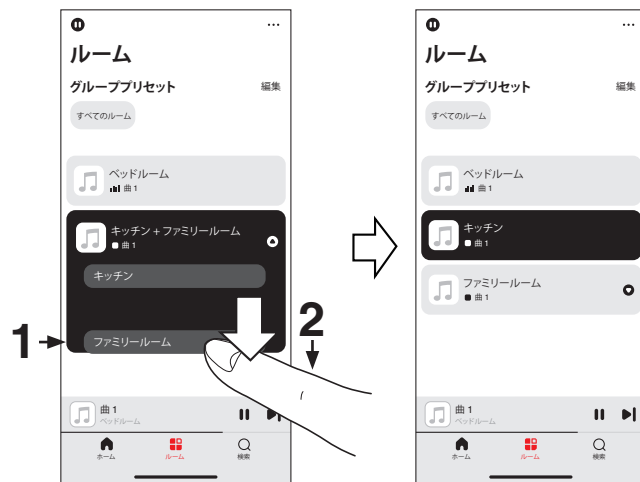 ルーム
グループプリセット 編集
すべてのルーム
ベッドルーム
曲 1
キッチン + ファミリールーム
曲 1
キッチン
1
ファミリールーム
2
曲 1
ベッドルーム
ホーム ルーム 検索
ルーム
グループプリセット 編集
すべてのルーム
ベッドルーム
曲 1
キッチン
曲 1
ファミリールーム
曲 1
曲 1
ベッドルーム
ホーム ルーム 検索